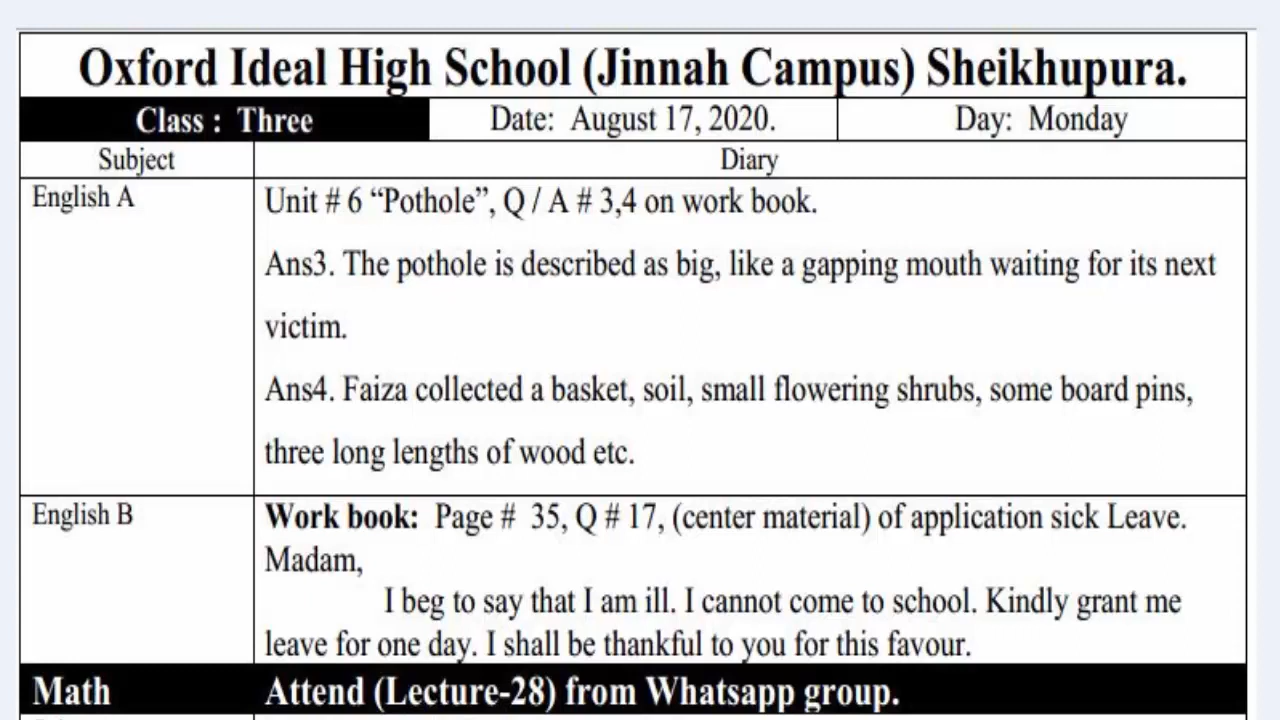 Oxford Ideal High School (Jinnah Campus) Sheikhupura.
Class : Three Date: August 17, 2020. Day: Monday
Subject Diary
English A Unit # 6 “Pothole”, Q / A # 3,4 on work book.
Ans3. The pothole is described as big, like a gapping mouth waiting for its next
victim.
Ans4. Faiza collected a basket, soil, small flowering shrubs, some board pins,
three long lengths of wood etc.
English B Work book: Page # 35, Q # 17, (center material) of application sick Leave.
Madam,
I beg to say that I am ill. I cannot come to school. Kindly grant me
leave for one day. I shall be thankful to you for this favour.
Math Attend (Lecture-28) from Whatsapp group.